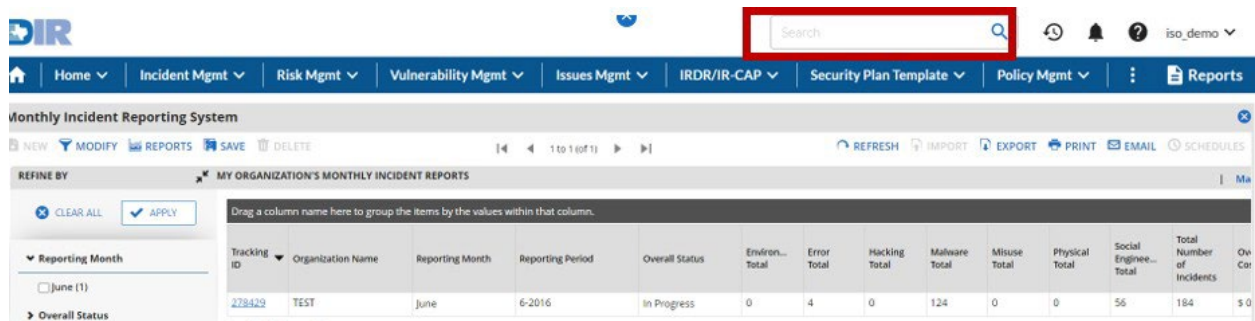 DIR
Search
iso_demo
Home
Incident Mgmt
Risk Mgmt
Vulnerability Mgmt
Issues Mgmt
IRDR/IR-CAP
Security Plan Template
Policy Mgmt
Reports
Monthly Incident Reporting System
NEW MODIFY REPORTS SAVE DELETE
1 to 1 (of 1)
REFRESH IMPORT EXPORT PRINT EMAIL SCHEDULES
REFINE BY
MY ORGANIZATION'S MONTHLY INCIDENT REPORTS
| Ma
CLEAR ALL
APPLY
Drag a column name here to group the items by the values within that column.
Reporting Month
June (1)
Overall Status
Tracking ID
Organization Name
Reporting Month
Reporting Period
Overall Status
Environ... Total
Error Total
Hacking Total
Malware Total
Misuse Total
Physical Total
Social Enginee... Total
Total Number of Incidents
278429 TEST June 6-2016 In Progress 0 4 0 124 0 0 56 184 $ 0